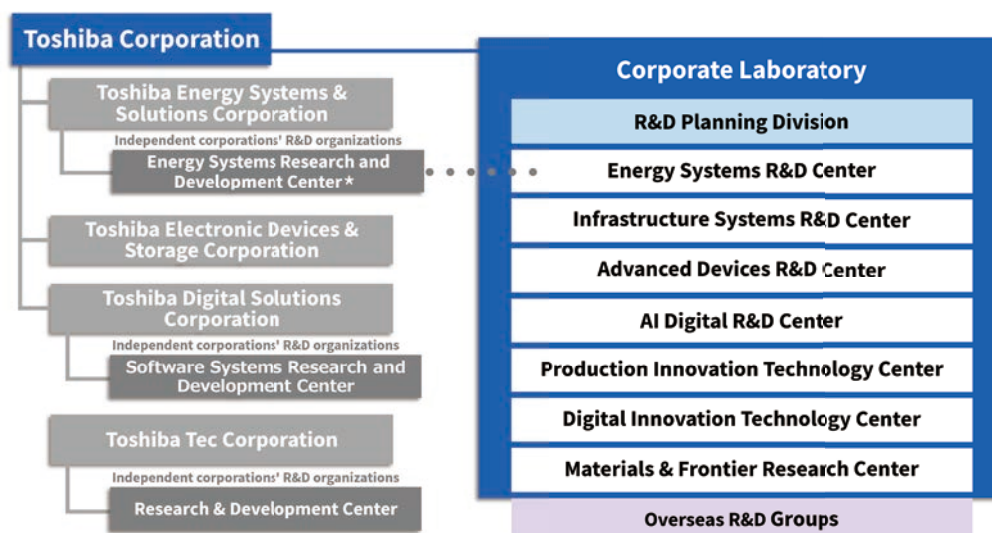 Toshiba Corporation
Toshiba Energy Systems &
Solutions Corporation
Independent corporations' R&D organizations
Energy Systems Research and
Development Center*
Toshiba Electronic Devices &
Storage Corporation
Toshiba Digital Solutions
Corporation
Independent corporations' R&D organizations
Software Systems Research and
Development Center
Toshiba Tec Corporation
Independent corporations' R&D organizations
Research & Development Center
Corporate Laboratory
R&D Planning Division
Energy Systems R&D Center
Infrastructure Systems R&D Center
Advanced Devices R&D Center
AI Digital R&D Center
Production Innovation Technology Center
Digital Innovation Technology Center
Materials & Frontier Research Center
Overseas R&D Groups